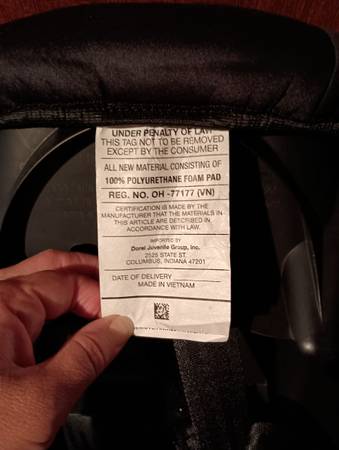 UNDER PENALTY OF LAW
THIS TAG NOT TO BE REMOVED
EXCEPT BY THE CONSUMER
ALL NEW MATERIAL CONSISTING OF
100% POLYURETHANE FOAM PAD
REG. NO. OH -77177 (VN)
CERTIFICATION IS MADE BY THE
MANUFACTURER THAT THE MATERIALS IN
THIS ARTICLE ARE DESCRIBED IN
ACCORDANCE WITH LAW.
IMPORTED BY
Dorel Juvenile Group, Inc.
2525 STATE ST.
COLUMBUS, INDIANA 47201
DATE OF DELIVERY
MADE IN VIETNAM